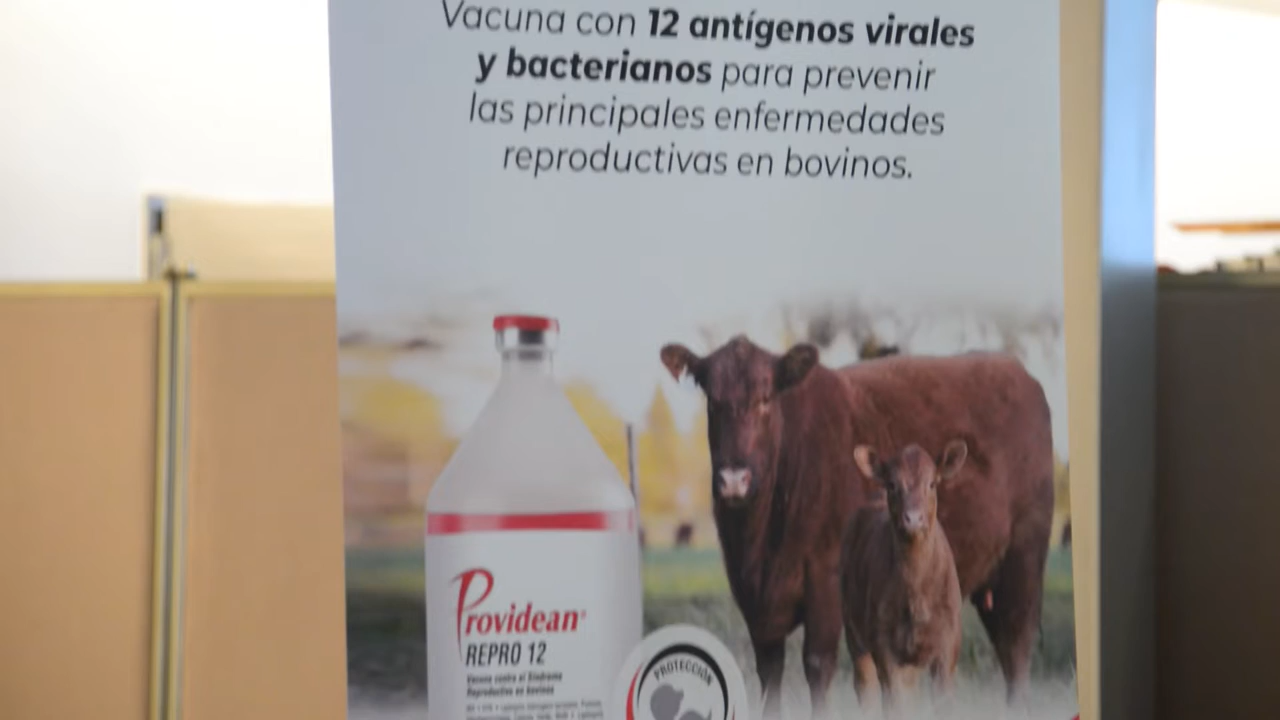 Vacuna con 12 antígenos virales
y bacterianos para prevenir
las principales enfermedades
reproductivas en bovinos.
Providean®
REPRO 12
Vacuna contra el Síndrome
Reproductivo en bovinos
PROTECCIÓN